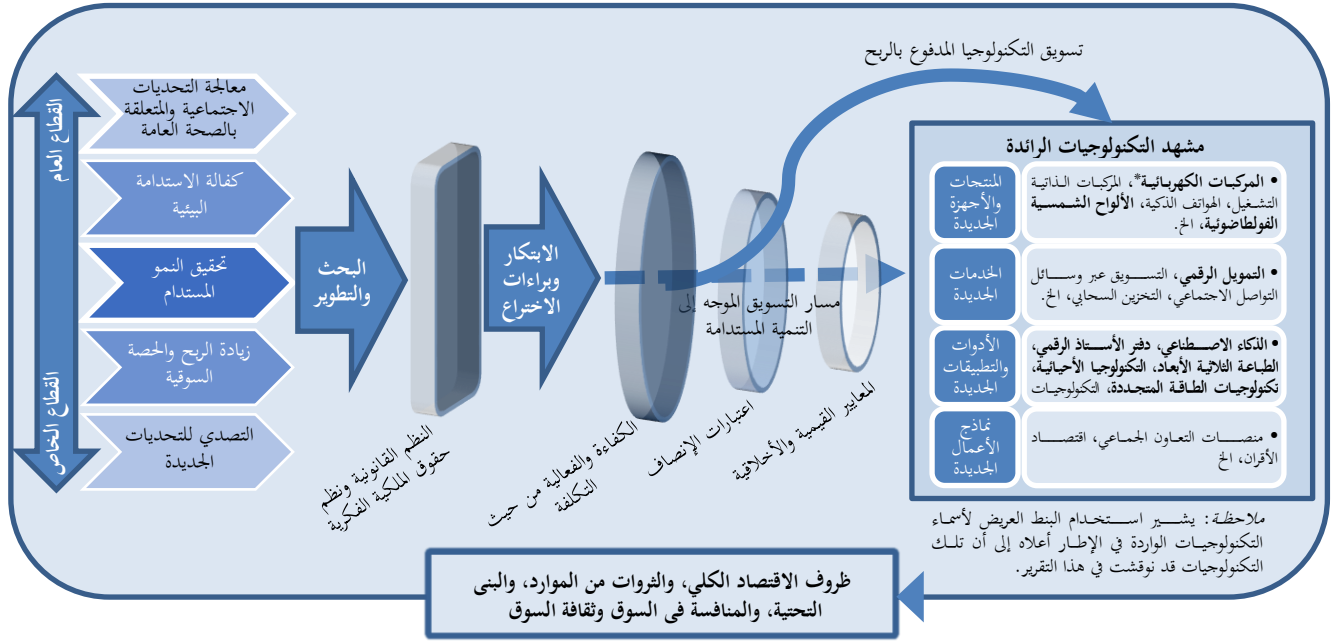 تسويق التكنولوجيا المدفوع بالربح
القطاع العام
القطاع الخاص
معالجة التحديات
الاجتماعية والمتعلقة
بالصحة العامة
كفالة الاستدامة
البيئية
تحقيق النمو
المستدام
زيادة الربح والحصة
السوقية
التصدي للتحديات
الجديدة
البحث
والتطوير
النظم القانونية ونظم
حقوق الملكية الفكرية
الابتكار
وبراءات
الاختراع
الكفاءة والفعالية من حيث
التكلفة
اعتبارات الإنصاف
المعايير القيمية والأخلاقية
مسار التسويق الموجه إلى
التنمية المستدامة
مشهد التكنولوجيات الرائدة
المنتجات
والأجهزة
الجديدة
• المركبات الكهربائية*، المركبات الذاتية
التشغيل، الهواتف الذكية، الألواح الشمسية
الفولطاضوئية، الخ.
الخدمات
الجديدة
• التمويل الرقمي، التسويق عبر وسائل
التواصل الاجتماعي، التخزين السحابي، الخ.
الأدوات
والتطبيقات
الجديدة
• الذكاء الاصطناعي، دفتر الأستاذ الرقمي،
الطباعة الثلاثية الأبعاد، التكنولوجيا الأحيائية،
تكنولوجيات الطاقة المتجددة، التكنولوجيات
نماذج
الأعمال
الجديدة
• منصات التعاون الجماعي، اقتصاد
الأقران، الخ
ملاحظة: يشير استخدام البنط العريض لأسماء
التكنولوجيات الواردة في الإطار أعلاه إلى أن تلك
التكنولوجيات قد نوقشت في هذا التقرير.
ظروف الاقتصاد الكلي، والثروات من الموارد، والبنى
التحتية، والمنافسة في السوق وثقافة السوق